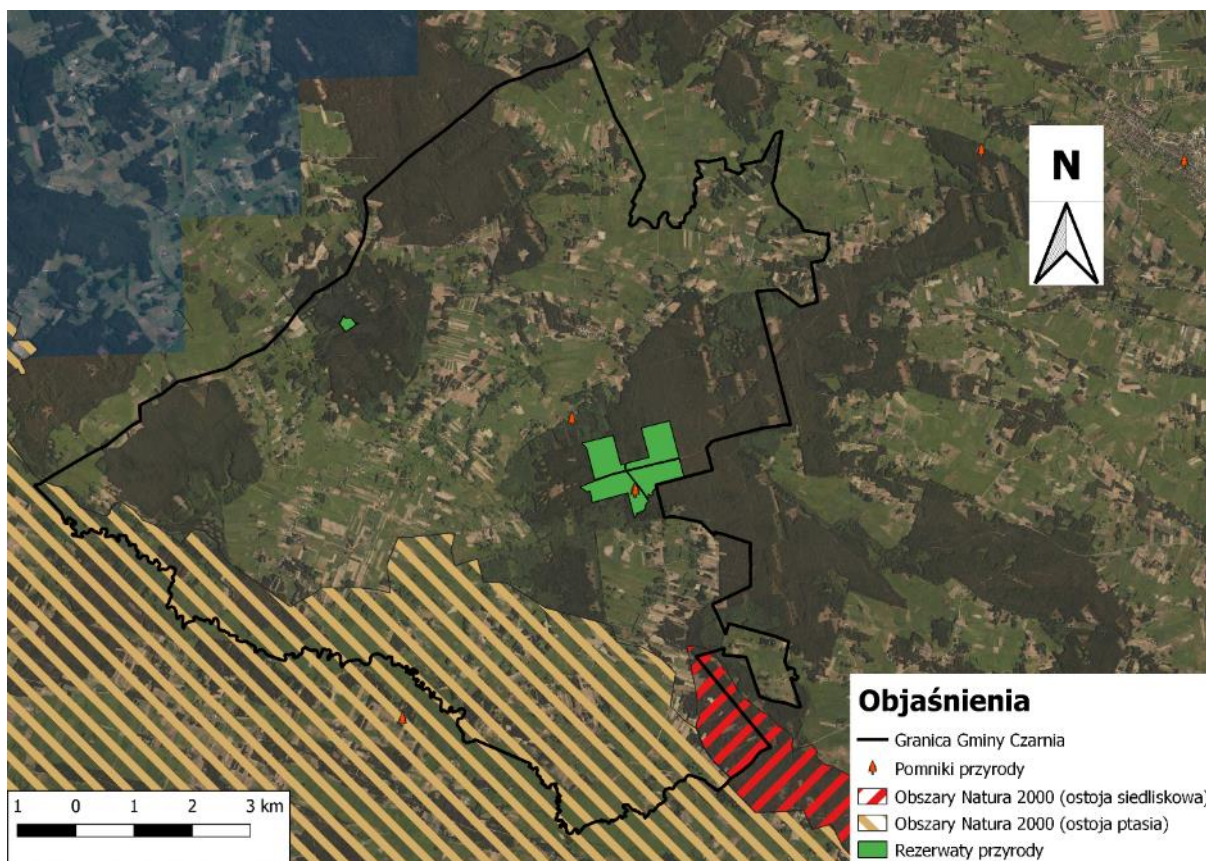 N
Objaśnienia
Granica Gminy Czarnia
Pomniki przyrody
Obszary Natura 2000 (ostoja siedliskowa)
Obszary Natura 2000 (ostoja ptasia)
Rezerwaty przyrody
1 0 1 2 3 km